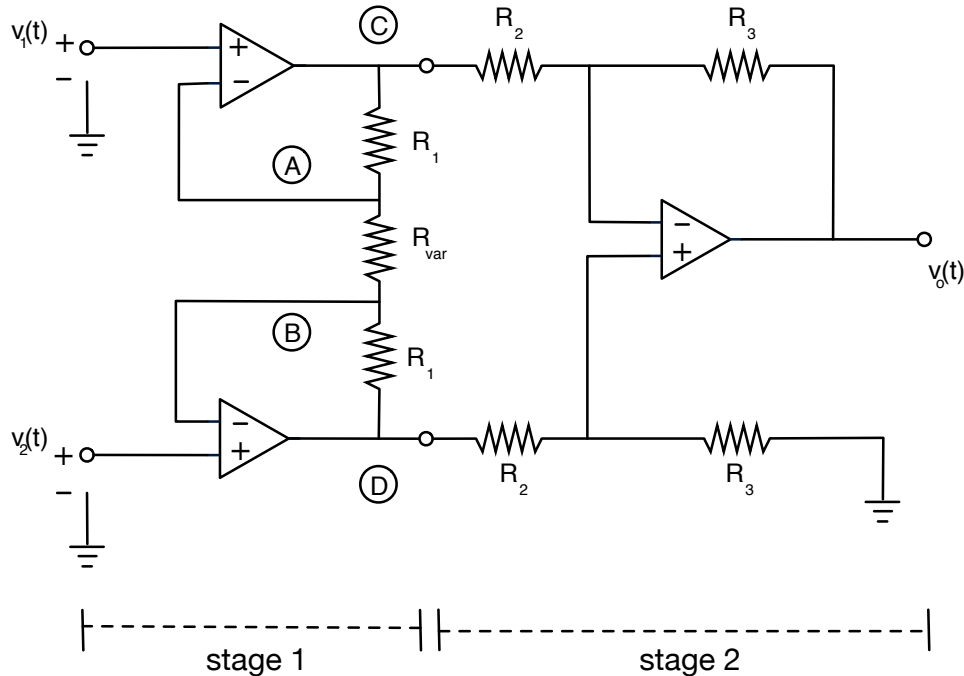 C
R2
R3
v1(t)
+
+
−
−
A
R1
−
+
Rvar
vo(t)
B
R1
v2(t)
+
−
+
−
D
R2
R3
stage 1
stage 2